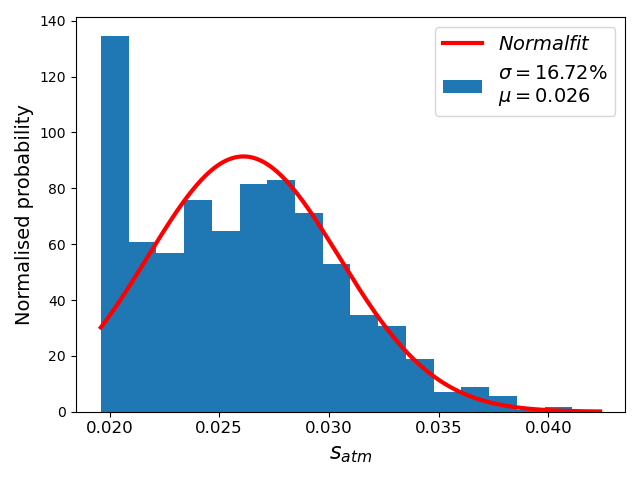 140
120
100
80
60
40
20
0
Normalised probability
Normalfit
σ = 16.72%
μ = 0.026
0.020 0.025 0.030 0.035 0.040
s_atm